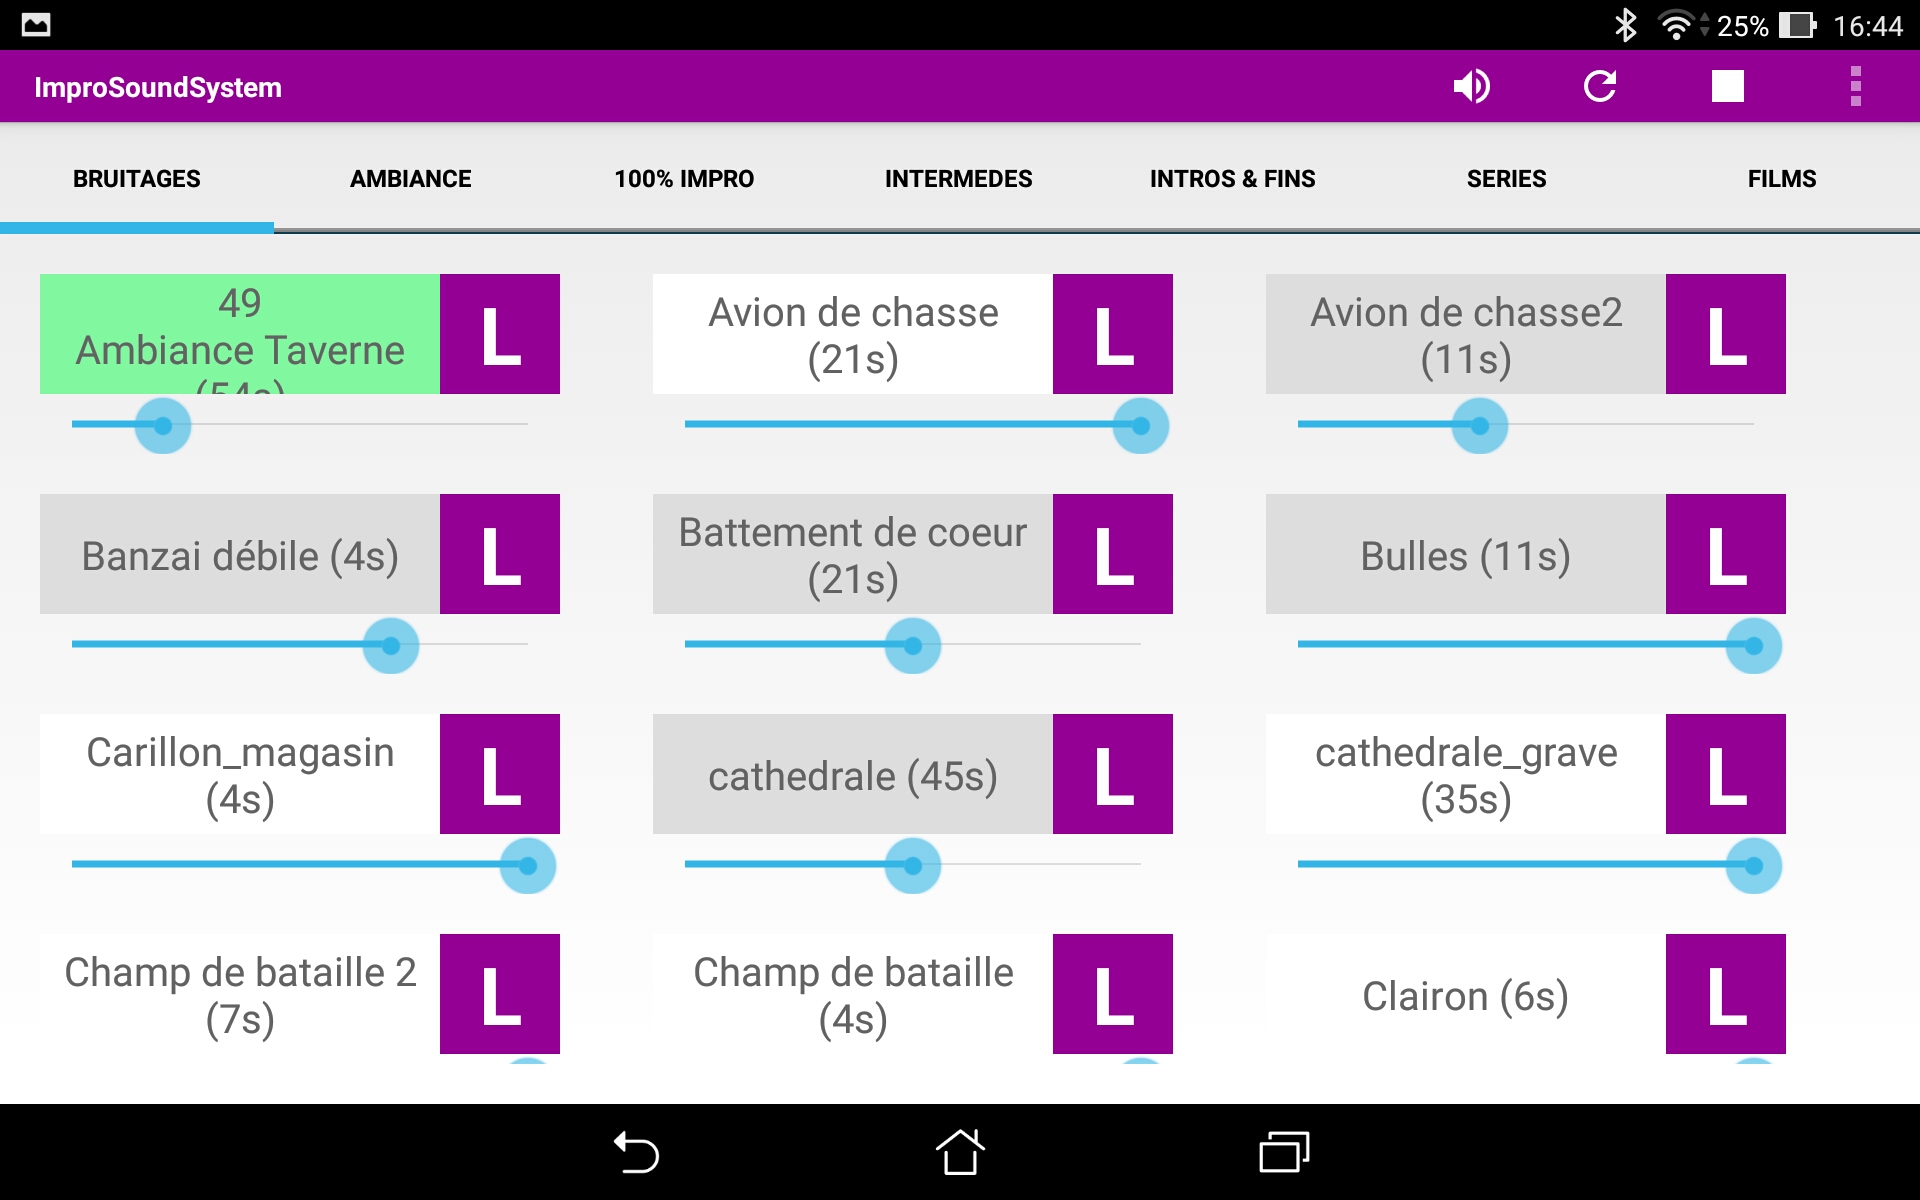 25% 16:44
ImproSoundSystem
BRUITAGES AMBIANCE 100% IMPRO INTERMEDES INTROS & FINS SERIES FILMS
49
Ambiance Taverne
(54s)
L
Avion de chasse
(21s)
L
Avion de chasse2
(11s)
L
Banzai débile (4s)
L
Battement de coeur
(21s)
L
Bulles (11s)
L
Carillon_magasin
(4s)
L
cathedrale (45s)
L
cathedrale_grave
(35s)
L
Champ de bataille 2
(7s)
L
Champ de bataille
(4s)
L
Clairon (6s)
L